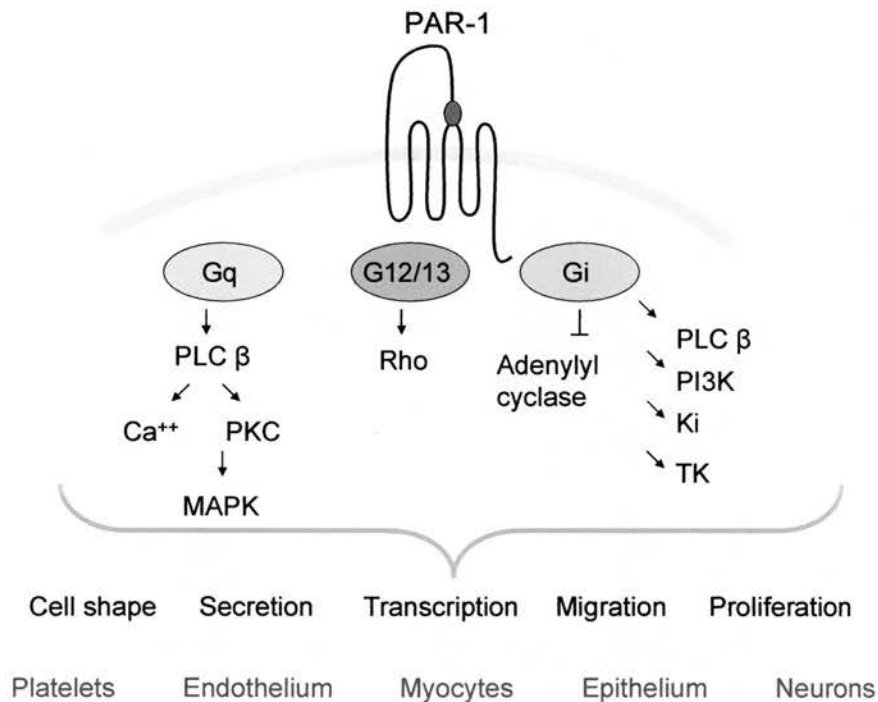 PAR-1
Gq
G12/13
Gi
PLC β
Rho
Adenylyl
cyclase
PLC β
PI3K
Ki
TK
Ca⁺⁺
PKC
MAPK
Cell shape Secretion Transcription Migration Proliferation
Platelets Endothelium Myocytes Epithelium Neurons